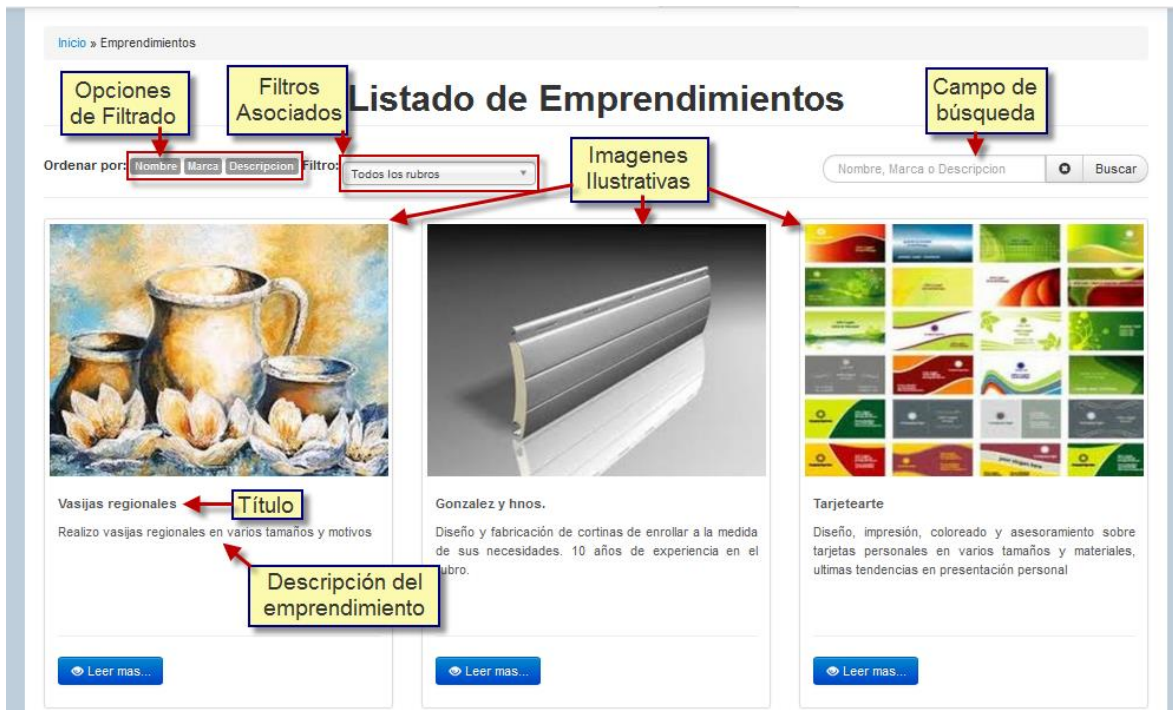 Inicio » Emprendimientos
Opciones
de Filtrado
Filtros
Asociados
Listado de Emprendimientos
Campo de
búsqueda
Ordenar por: Nombre Marca Descripcion Filtro: Todos los rubros
Imagenes
Ilustrativas
Nombre, Marca o Descripcion
Buscar
Vasijas regionales
Título
Realizo vasijas regionales en varios tamaños y motivos
Descripción del
emprendimiento
Leer mas...
Gonzalez y hnos.
Diseño y fabricación de cortinas de enrollar a la medida
de sus necesidades. 10 años de experiencia en el
ubro.
Leer mas...
Tarjetearte
Diseño, impresión, coloreado y asesoramiento sobre
tarjetas personales en varios tamaños y materiales,
ultimas tendencias en presentación personal
Leer mas...